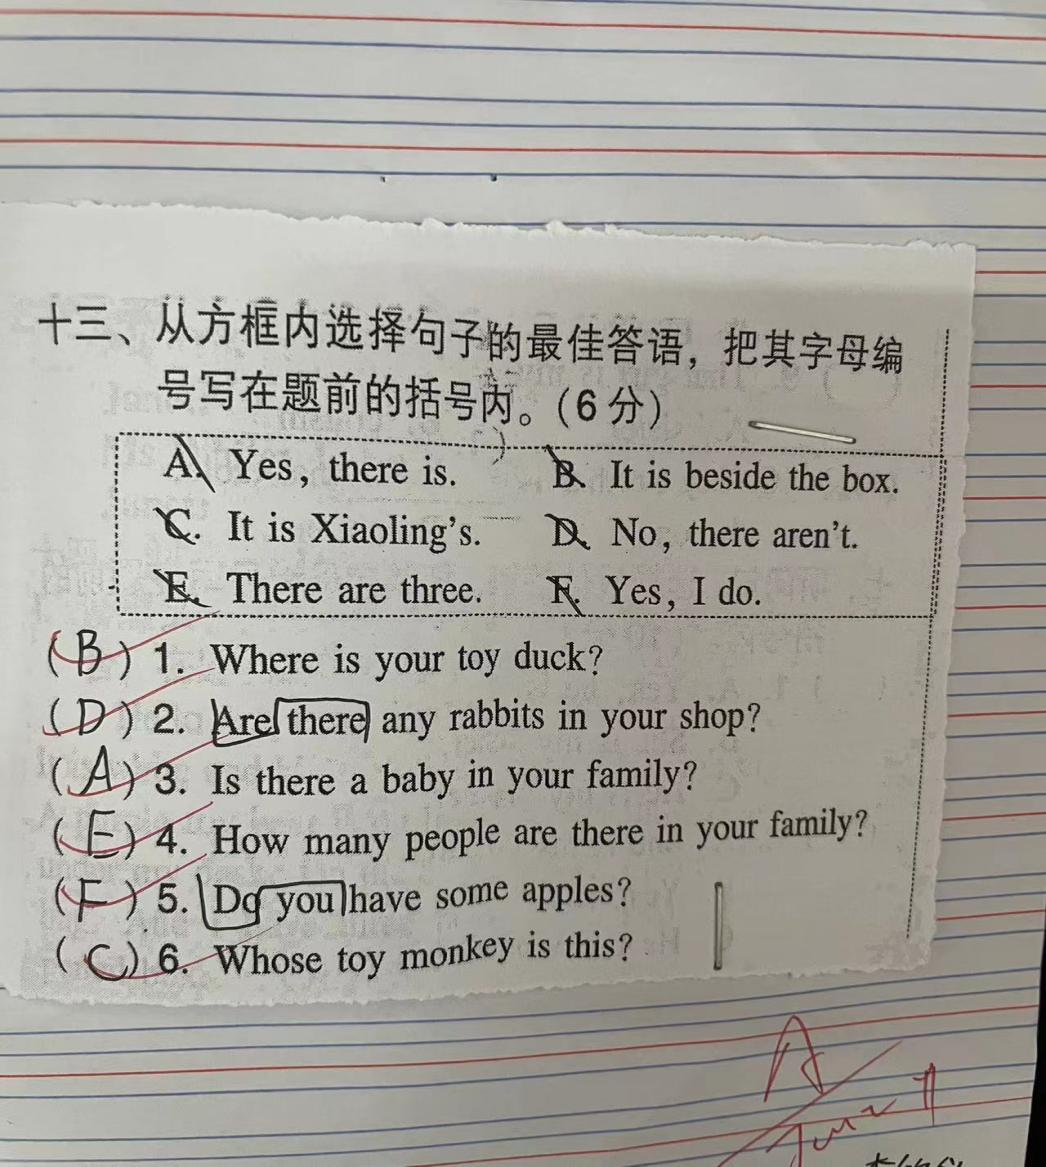 十三、从方框内选择句子的最佳答语，把其字母编
号写在题前的括号内。(6分)
A. Yes, there is. B. It is beside the box.
C. It is Xiaoling's. D. No, there aren't.
E. There are three. F. Yes, I do.
(B) 1. Where is your toy duck?
(D) 2. Are there any rabbits in your shop?
(A) 3. Is there a baby in your family?
(E) 4. How many people are there in your family?
(F) 5. Do you have some apples?
(C) 6. Whose toy monkey is this?
A